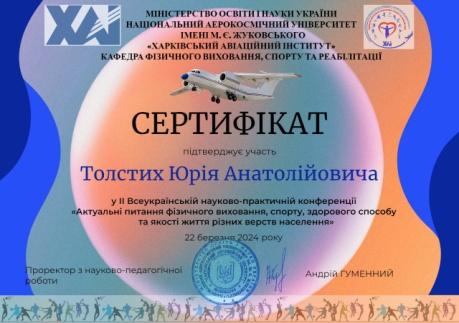 ХАІ
МІНІСТЕРСТВО ОСВІТИ І НАУКИ УКРАЇНИ
НАЦІОНАЛЬНИЙ АЕРОКОСМІЧНИЙ УНІВЕРСИТЕТ
ІМЕНІ М. Є. ЖУКОВСЬКОГО
«ХАРКІВСЬКИЙ АВІАЦІЙНИЙ ІНСТИТУТ»
КАФЕДРА ФІЗИЧНОГО ВИХОВАННЯ, СПОРТУ ТА РЕАБІЛІТАЦІЇ
СЕРТИФІКАТ
підтверджує участь
Толстих Юрія Анатолійовича
у ІІ Всеукраїнській науково-практичній конференції
«Актуальні питання фізичного виховання, спорту, здорового способу
та якості життя різних верств населення»
22 березня 2024 року
Проректор з науково-педагогічної
роботи
Андрій ГУМЕННИЙ